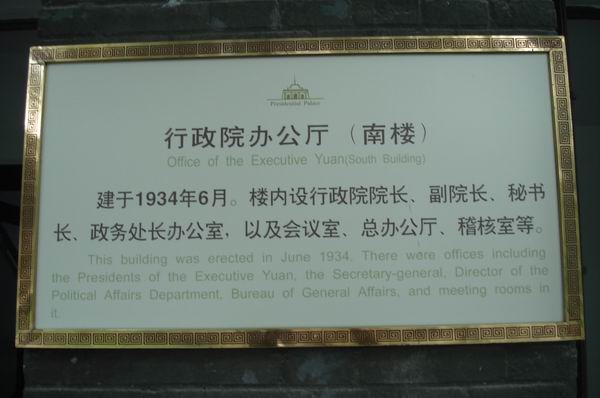 Presidential Palace
行政院办公厅（南楼）
Office of the Executive Yuan(South Building)
建于1934年6月。楼内设行政院院长、副院长、秘书
长、政务处长办公室，以及会议室、总办公厅、稽核室等。
This building was erected in June 1934. There were offices including
the Presidents of the Executive Yuan, the Secretary-general, Director of the
Political Affairs Department, Bureau of General Affairs, and meeting rooms in
it.